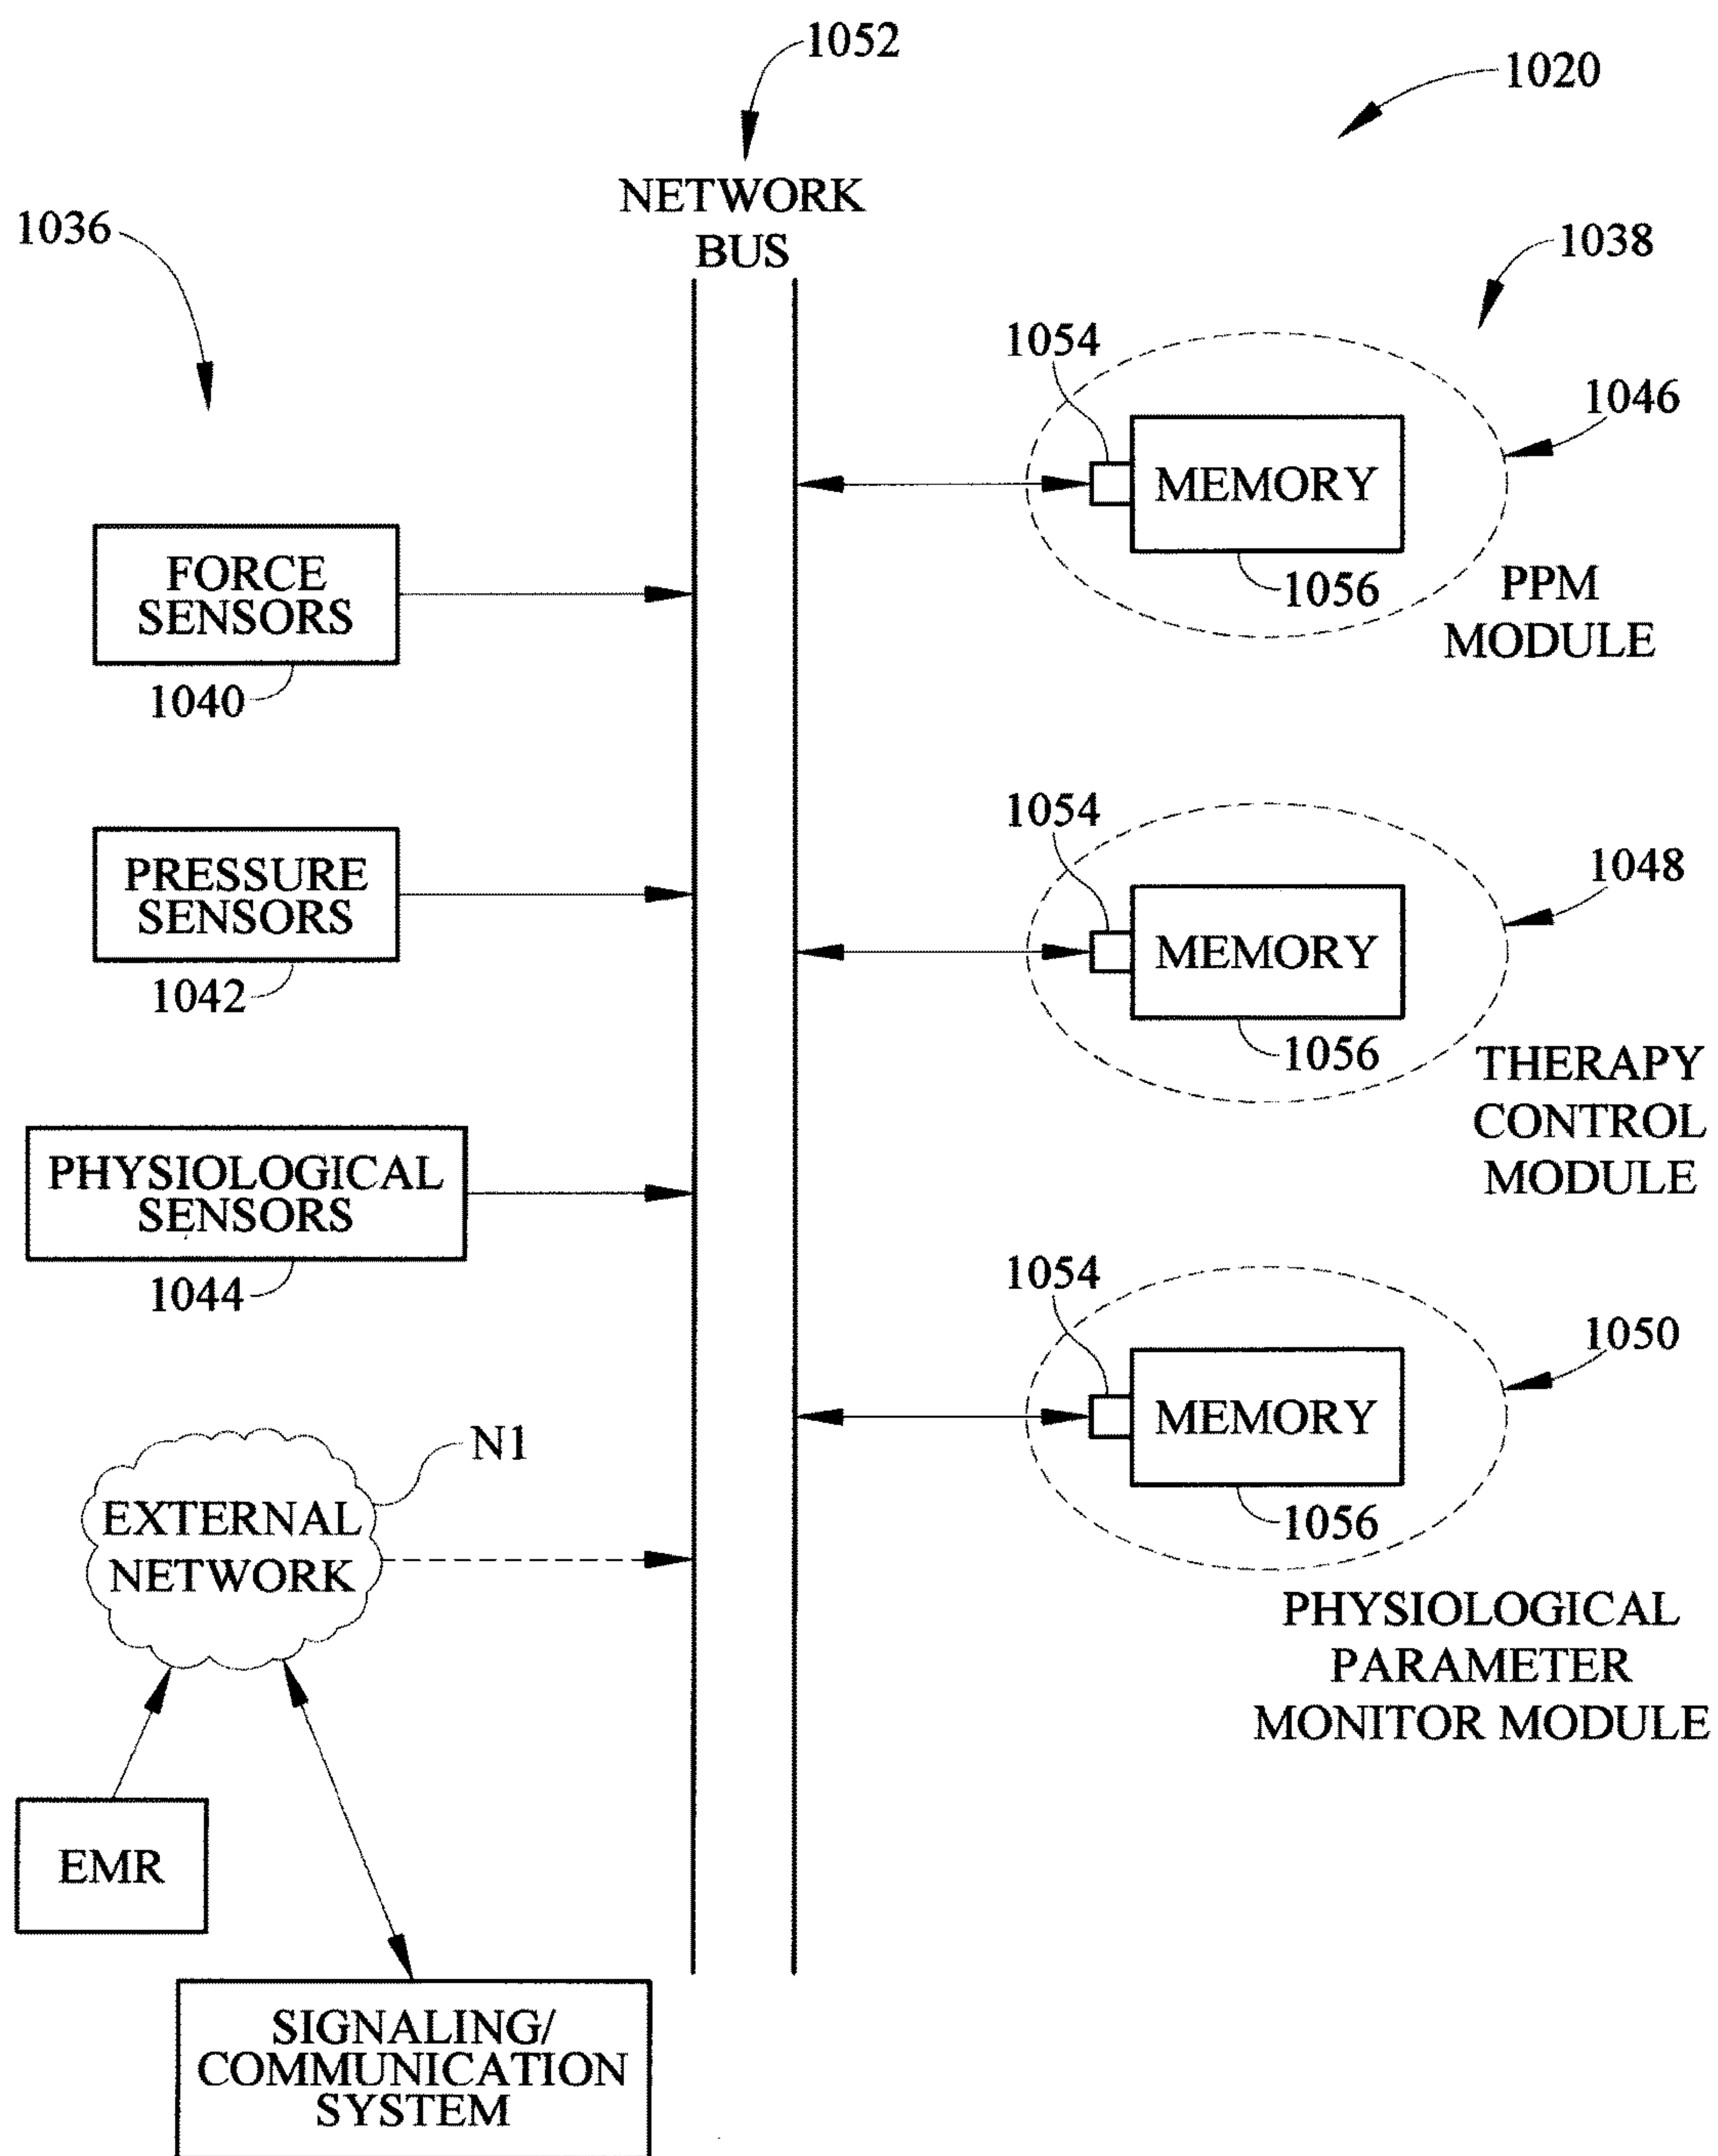 1052
1020
NETWORK
BUS
1036
1038
1054
1046
MEMORY
1056
PPM
MODULE
FORCE
SENSORS
1040
1054
1048
PRESSURE
SENSORS
1042
MEMORY
1056
THERAPY
CONTROL
MODULE
PHYSIOLOGICAL
SENSORS
1044
1054
1050
MEMORY
1056
N1
EXTERNAL
NETWORK
PHYSIOLOGICAL
PARAMETER
MONITOR MODULE
EMR
SIGNALING/
COMMUNICATION
SYSTEM